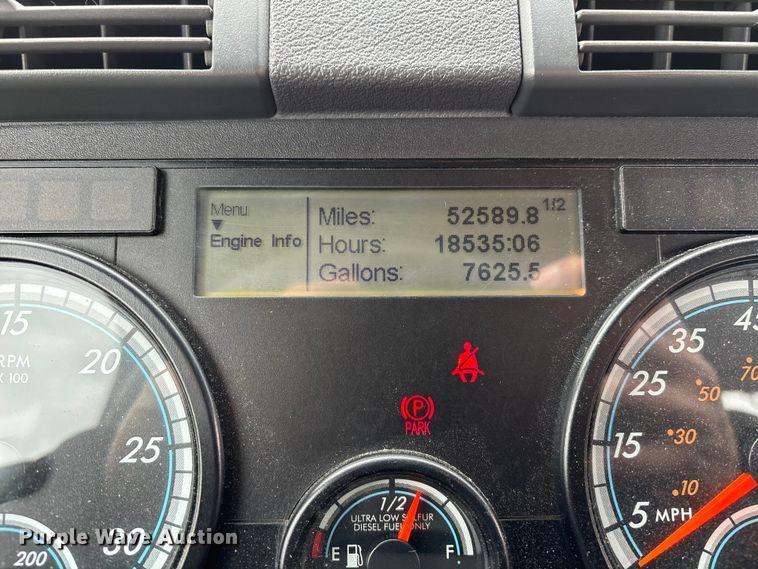 Menu
Engine Info
Miles: 52589.8 1/2
Hours: 18535:06
Gallons: 7625.5
15
RPM
X 100
20
25
30
200
PARK
P
1/2
ULTRA LOW SULFUR
DIESEL FUEL ONLY
E F
45
35
25
15
5 MPH
70
50
30
10
Purple Wave Auction